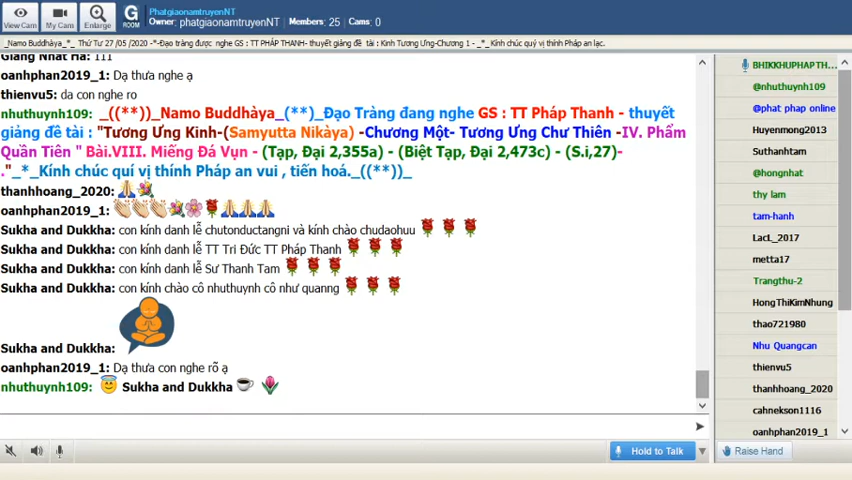 View Cam
My Cam
Enlarge
G
ROOM
PhatgiaonamtruyenNT
Owner: phatgiaonamtruyenNT Members: 25 Cams: 0
_Namo Buddhàya_*_ Thứ Tư 27 /05 /2020 -*-Đạo tràng được nghe GS : TT PHÁP THANH- thuyết giảng đề tài : Kinh Tương Ưng-Chương 1 - _*_ Kính chúc quý vị thính Pháp an lạc.
Giang Nhat Ha: 111
oanhphan2019_1: Dạ thưa nghe ạ
thienvu5: da con nghe ro
nhuthuynh109: _((**))_Namo Buddhàya_(**)_Đạo Tràng đang nghe GS : TT Pháp Thanh - thuyết
giảng đề tài : "Tương Ưng Kinh-(Samyutta Nikàya) -Chương Một- Tương Ưng Chư Thiên -IV. Phẩm
Quần Tiên " Bài.VIII. Miếng Đá Vụn - (Tạp, Đại 2,355a) - (Biệt Tạp, Đại 2,473c) - (S.i,27)-
."_*_Kính chúc quí vị thính Pháp an vui , tiến hoá._((**))_
thanhhoang_2020:
oanhphan2019_1:
Sukha and Dukkha: con kính danh lễ chutonductangni và kính chào chudaohuu
Sukha and Dukkha: con kính danh lễ TT Tri Đức TT Pháp Thanh
Sukha and Dukkha: con kính danh lễ Sư Thanh Tam
Sukha and Dukkha: con kính chào cô nhuthuynh cô như quanng
Sukha and Dukkha:
oanhphan2019_1: Dạ thưa con nghe rõ ạ
nhuthuynh109: Sukha and Dukkha
Hold to Talk
Raise Hand
BHIKKHUPHAPTH...
@nhuthuynh109
@phat phap online
Huyenmong2013
Suthanhtam
@hongnhat
thy lam
tam-hanh
LacL_2017
metta17
Trangthu-2
HongThiKimNhung
thao721980
Nhu Quangcan
thienvu5
thanhhoang_2020
cahnekson1116
oanhphan2019_1